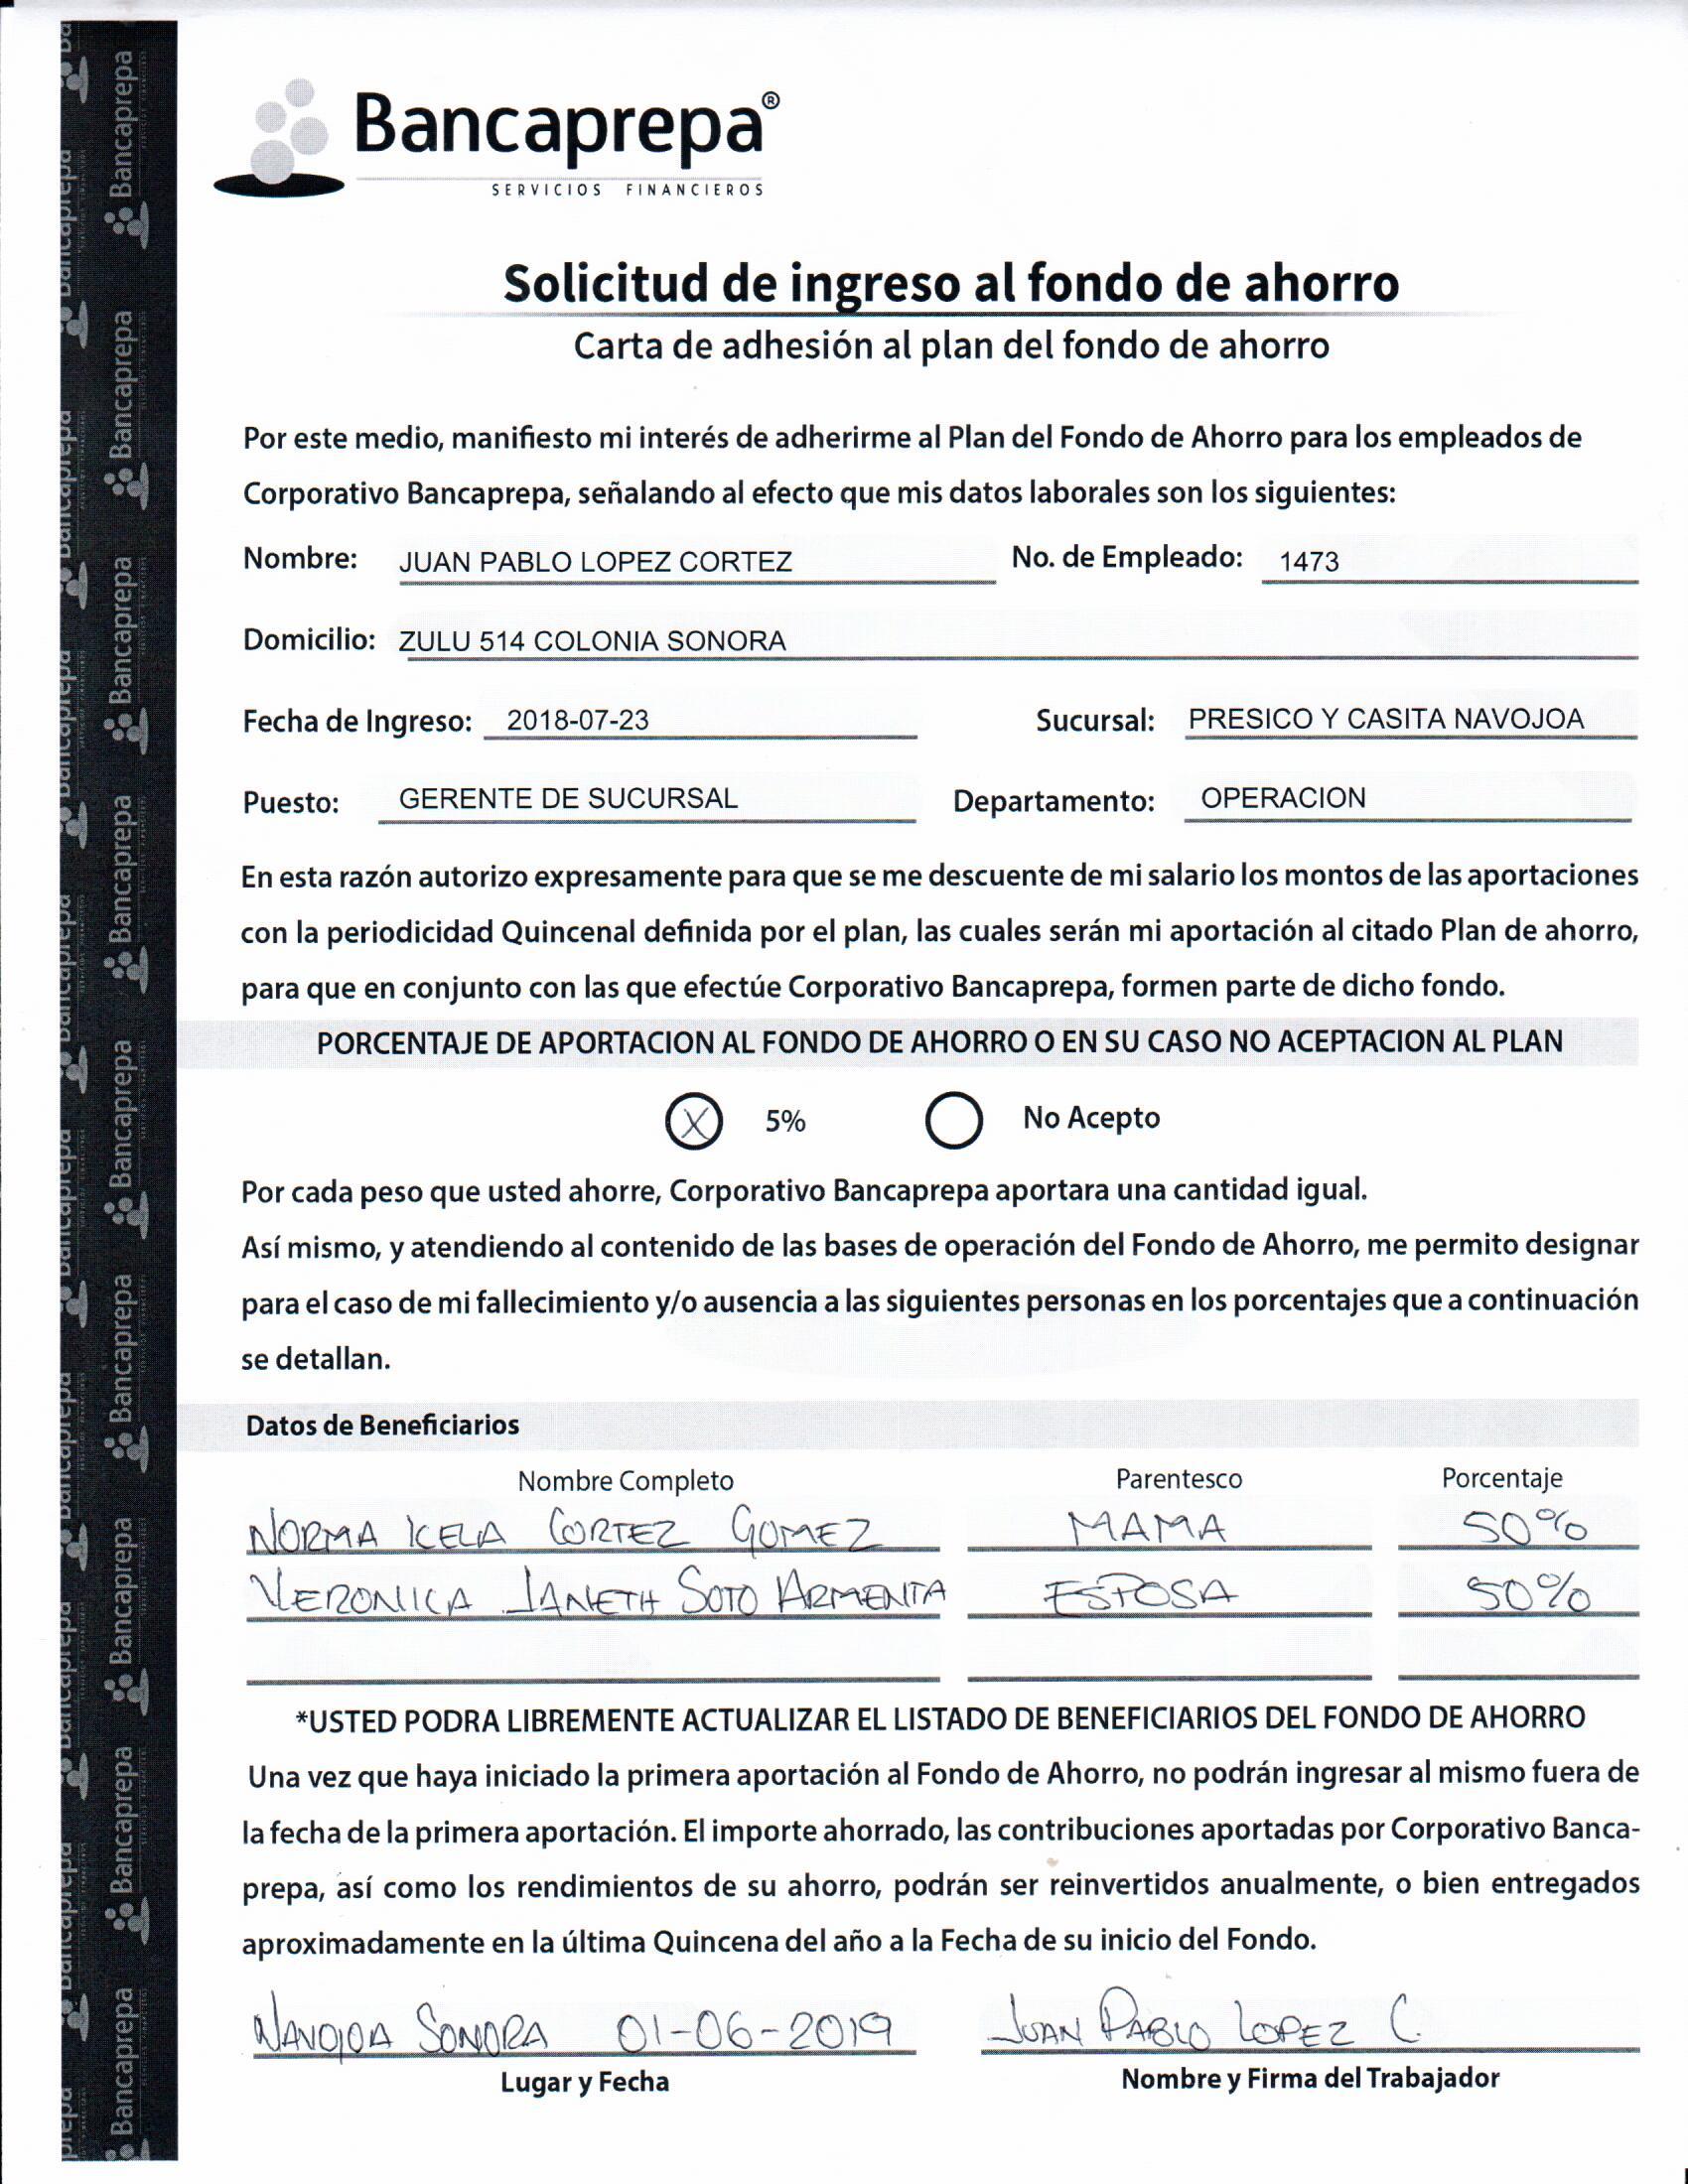 Bancaprepa®
SERVICIOS FINANCIEROS
Solicitud de ingreso al fondo de ahorro
Carta de adhesión al plan del fondo de ahorro
Por este medio, manifiesto mi interés de adherirme al Plan del Fondo de Ahorro para los empleados de
Corporativo Bancaprepa, señalando al efecto que mis datos laborales son los siguientes:
Nombre: JUAN PABLO LOPEZ CORTEZ No. de Empleado: 1473
Domicilio: ZULU 514 COLONIA SONORA
Fecha de Ingreso: 2018-07-23 Sucursal: PRESICO Y CASITA NAVOJOA
Puesto: GERENTE DE SUCURSAL Departamento: OPERACION
En esta razón autorizo expresamente para que se me descuente de mi salario los montos de las aportaciones
con la periodicidad Quincenal definida por el plan, las cuales serán mi aportación al citado Plan de ahorro,
para que en conjunto con las que efectúe Corporativo Bancaprepa, formen parte de dicho fondo.
PORCENTAJE DE APORTACION AL FONDO DE AHORRO O EN SU CASO NO ACEPTACION AL PLAN
X 5% No Acepto
Por cada peso que usted ahorre, Corporativo Bancaprepa aportara una cantidad igual.
Así mismo, y atendiendo al contenido de las bases de operación del Fondo de Ahorro, me permito designar
para el caso de mi fallecimiento y/o ausencia a las siguientes personas en los porcentajes que a continuación
se detallan.
Datos de Beneficiarios
Nombre Completo Parentesco Porcentaje
NORMA ICELA CORTEZ GOMEZ MAMA 50%
VERONICA JANETH SOTO ARMENTA ESPOSA 50%
*USTED PODRA LIBREMENTE ACTUALIZAR EL LISTADO DE BENEFICIARIOS DEL FONDO DE AHORRO
Una vez que haya iniciado la primera aportación al Fondo de Ahorro, no podrán ingresar al mismo fuera de
la fecha de la primera aportación. El importe ahorrado, las contribuciones aportadas por Corporativo Banca-
prepa, así como los rendimientos de su ahorro, podrán ser reinvertidos anualmente, o bien entregados
aproximadamente en la última Quincena del año a la Fecha de su inicio del Fondo.
NAVOJOA SONORA 01-06-2019 JUAN PABLO LOPEZ C.
Lugar y Fecha Nombre y Firma del Trabajador